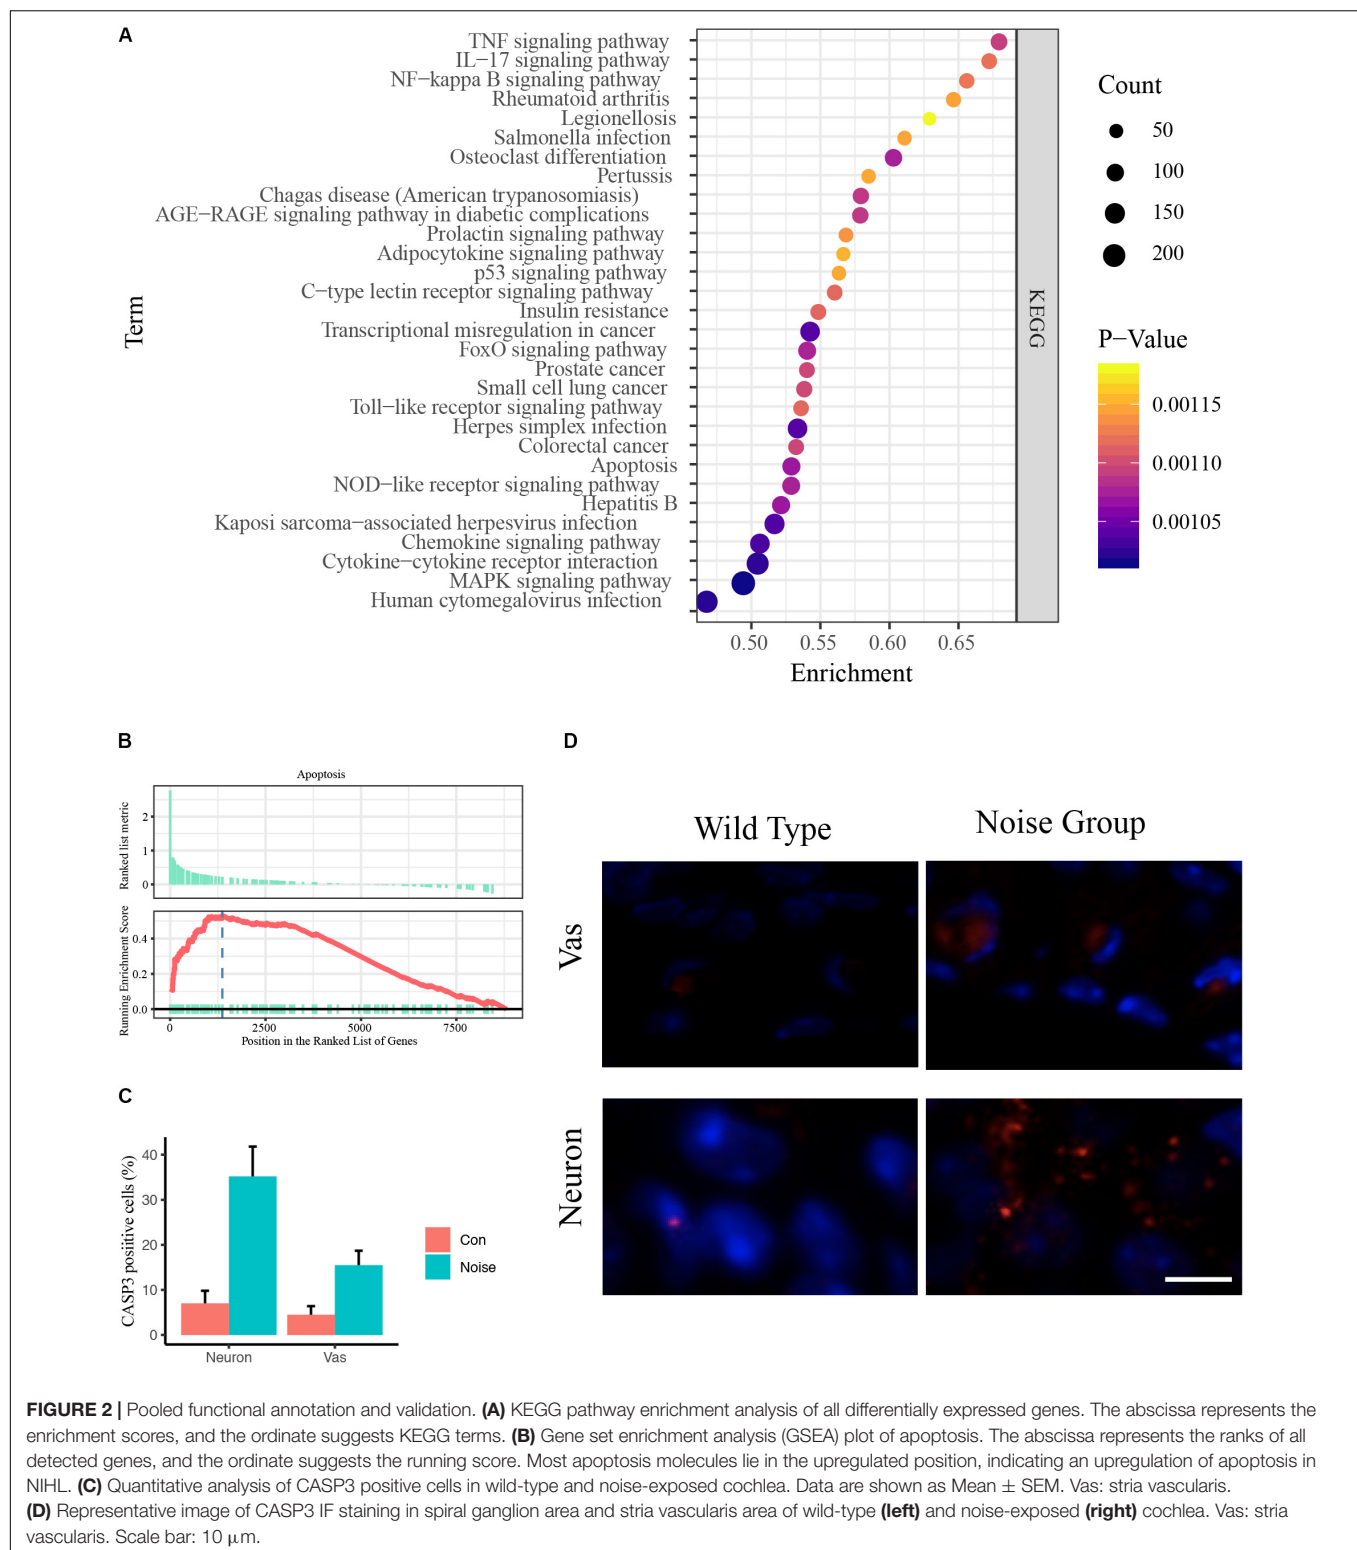 A
TNF signaling pathway
IL−17 signaling pathway
NF−kappa B signaling pathway
Rheumatoid arthritis
Legionellosis
Salmonella infection
Osteoclast differentiation
Pertussis
Chagas disease (American trypanosomiasis)
AGE−RAGE signaling pathway in diabetic complications
Prolactin signaling pathway
Adipocytokine signaling pathway
p53 signaling pathway
C−type lectin receptor signaling pathway
Insulin resistance
Transcriptional misregulation in cancer
FoxO signaling pathway
Prostate cancer
Small cell lung cancer
Toll−like receptor signaling pathway
Herpes simplex infection
Colorectal cancer
Apoptosis
NOD−like receptor signaling pathway
Hepatitis B
Kaposi sarcoma−associated herpesvirus infection
Chemokine signaling pathway
Cytokine−cytokine receptor interaction
MAPK signaling pathway
Human cytomegalovirus infection
Term
0.50 0.55 0.60 0.65
Enrichment
KEGG
Count
50
100
150
200
P−Value
0.00115
0.00110
0.00105
B
Apoptosis
Ranked list metric
2
1
0
Running Enrichment Score
0.4
0.2
0.0
0 2500 5000 7500
Position in the Ranked List of Genes
C
CASP3 posiitive cells (%)
40
30
20
10
0
Neuron Vas
Con
Noise
D
Wild Type Noise Group
Vas
Neuron
FIGURE 2 | Pooled functional annotation and validation. (A) KEGG pathway enrichment analysis of all differentially expressed genes. The abscissa represents the
enrichment scores, and the ordinate suggests KEGG terms. (B) Gene set enrichment analysis (GSEA) plot of apoptosis. The abscissa represents the ranks of all
detected genes, and the ordinate suggests the running score. Most apoptosis molecules lie in the upregulated position, indicating an upregulation of apoptosis in
NIHL. (C) Quantitative analysis of CASP3 positive cells in wild-type and noise-exposed cochlea. Data are shown as Mean ± SEM. Vas: stria vascularis.
(D) Representative image of CASP3 IF staining in spiral ganglion area and stria vascularis area of wild-type (left) and noise-exposed (right) cochlea. Vas: stria
vascularis. Scale bar: 10 μm.